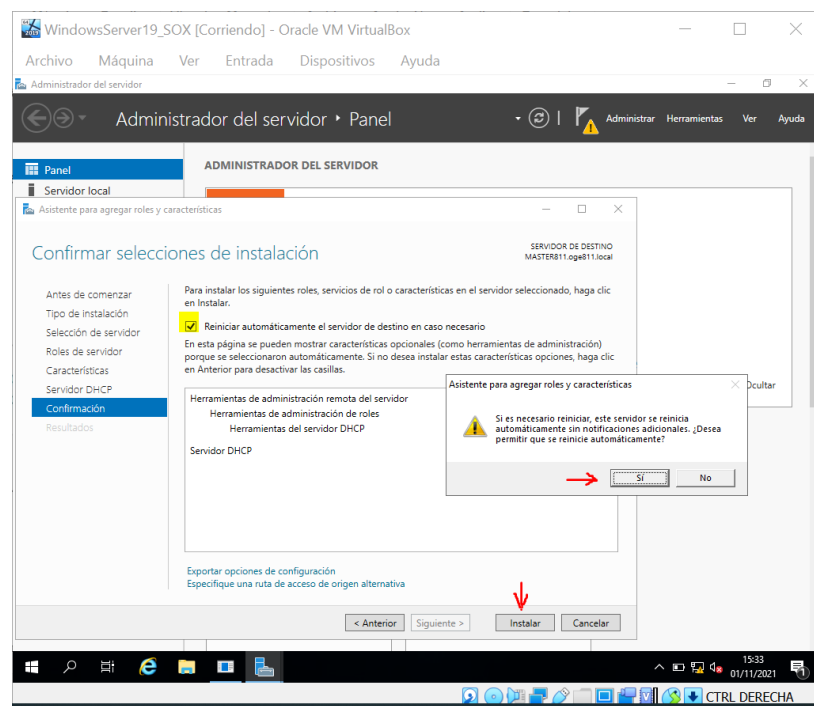 WindowsServer19_SOX [Corriendo] - Oracle VM VirtualBox
Archivo Máquina Ver Entrada Dispositivos Ayuda
Administrador del servidor
Administrador del servidor ‣ Panel
Administrar Herramientas Ver Ayuda
Panel
Servidor local
ADMINISTRADOR DEL SERVIDOR
Asistente para agregar roles y características
Confirmar selecciones de instalación
SERVIDOR DE DESTINO
MASTER811.oge811.local
Antes de comenzar
Tipo de instalación
Selección de servidor
Roles de servidor
Características
Servidor DHCP
Confirmación
Resultados
Para instalar los siguientes roles, servicios de rol o características en el servidor seleccionado, haga clic
en Instalar.
Reiniciar automáticamente el servidor de destino en caso necesario
En esta página se pueden mostrar características opcionales (como herramientas de administración)
porque se seleccionaron automáticamente. Si no desea instalar estas características opciones, haga clic
en Anterior para desactivar las casillas.
Herramientas de administración remota del servidor
Herramientas de administración de roles
Herramientas del servidor DHCP
Servidor DHCP
Asistente para agregar roles y características
Si es necesario reiniciar, este servidor se reinicia
automáticamente sin notificaciones adicionales. ¿Desea
permitir que se reinicie automáticamente?
Sí No
Ocultar
Exportar opciones de configuración
Especifique una ruta de acceso de origen alternativa
< Anterior Siguiente > Instalar Cancelar
15:33
01/11/2021
CTRL DERECHA